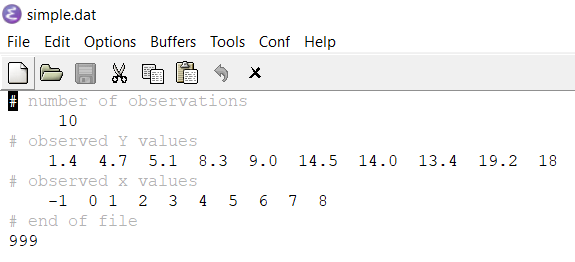 simple.dat
File Edit Options Buffers Tools Conf Help
# number of observations
10
# observed Y values
1.4 4.7 5.1 8.3 9.0 14.5 14.0 13.4 19.2 18
# observed x values
-1 0 1 2 3 4 5 6 7 8
# end of file
999